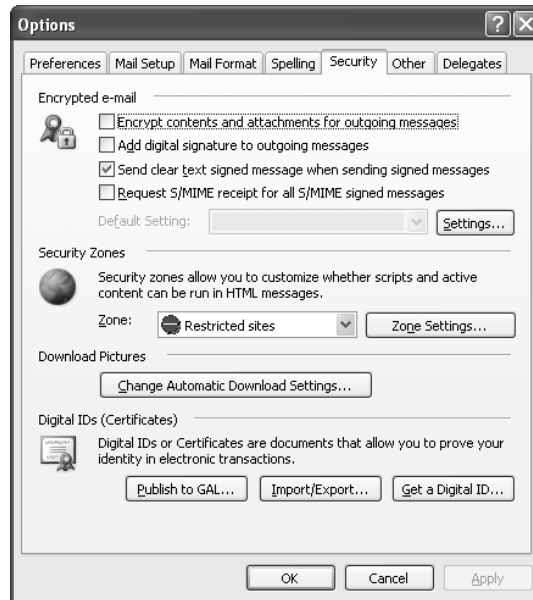 Options
Preferences Mail Setup Mail Format Spelling Security Other Delegates
Encrypted e-mail
Encrypt contents and attachments for outgoing messages
Add digital signature to outgoing messages
Send clear text signed message when sending signed messages
Request S/MIME receipt for all S/MIME signed messages
Default Setting: Settings...
Security Zones
Security zones allow you to customize whether scripts and active
content can be run in HTML messages.
Zone: Restricted sites Zone Settings...
Download Pictures
Change Automatic Download Settings...
Digital IDs (Certificates)
Digital IDs or Certificates are documents that allow you to prove your
identity in electronic transactions.
Publish to GAL... Import/Export... Get a Digital ID...
OK Cancel Apply